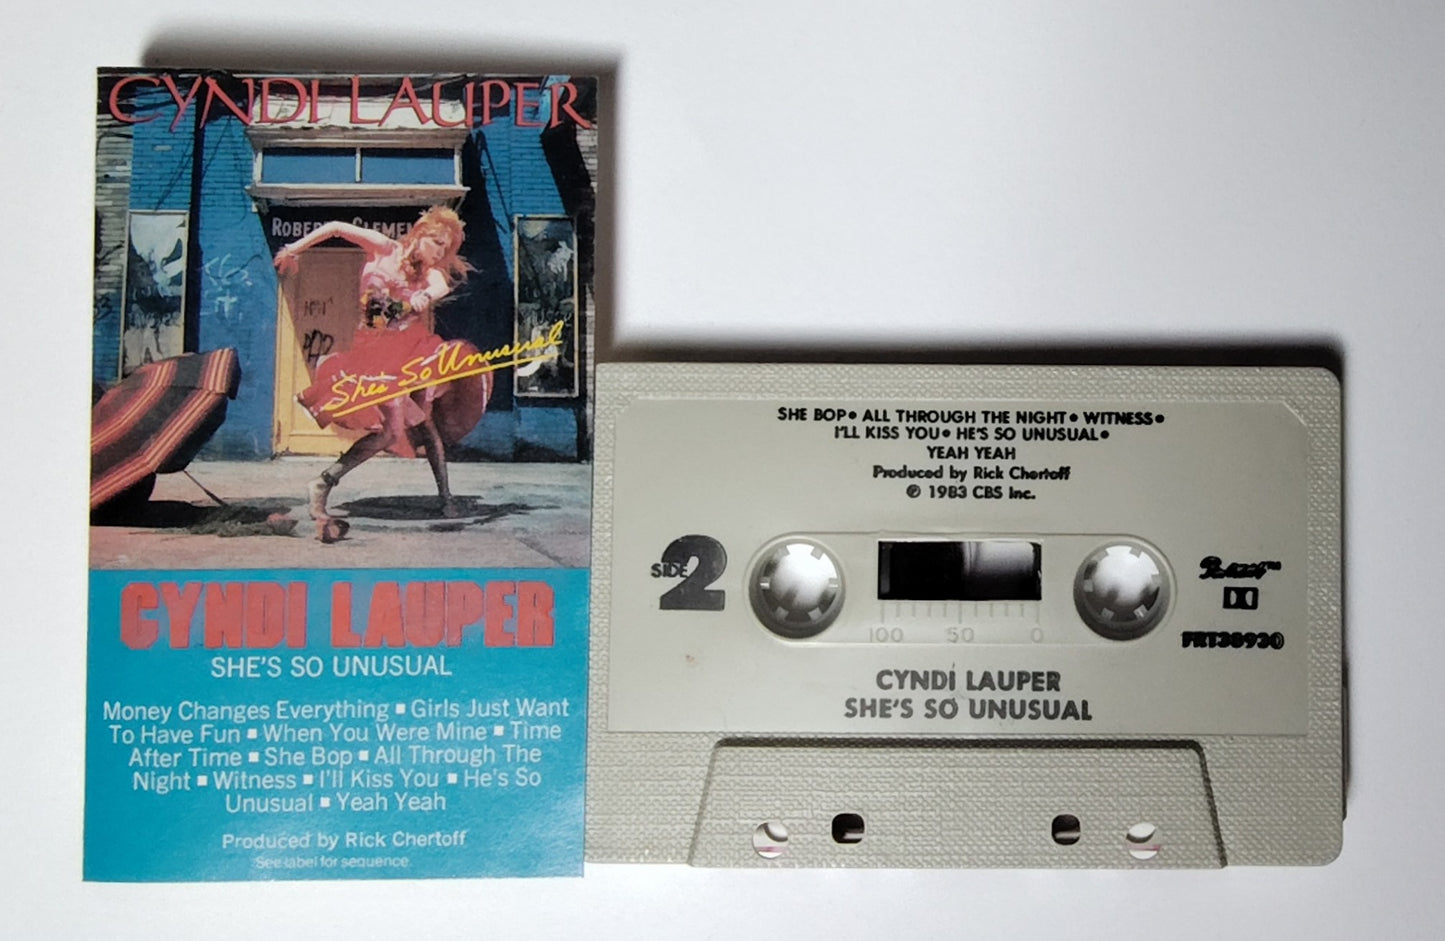 CYNDI LAUPER
She's So Unusual
CYNDI LAUPER
SHE'S SO UNUSUAL
Money Changes Everything ▪ Girls Just Want
To Have Fun ▪ When You Were Mine ▪ Time
After Time ▪ She Bop ▪ All Through The
Night ▪ Witness ▪ I'll Kiss You ▪ He's So
Unusual ▪ Yeah Yeah
Produced by Rick Chertoff
See label for sequence.
SHE BOP • ALL THROUGH THE NIGHT • WITNESS •
I'LL KISS YOU • HE'S SO UNUSUAL •
YEAH YEAH
Produced by Rick Chertoff
℗ 1983 CBS Inc.
SIDE 2
100 50 0
Portrait™
FRT38930
CYNDI LAUPER
SHE'S SO UNUSUAL